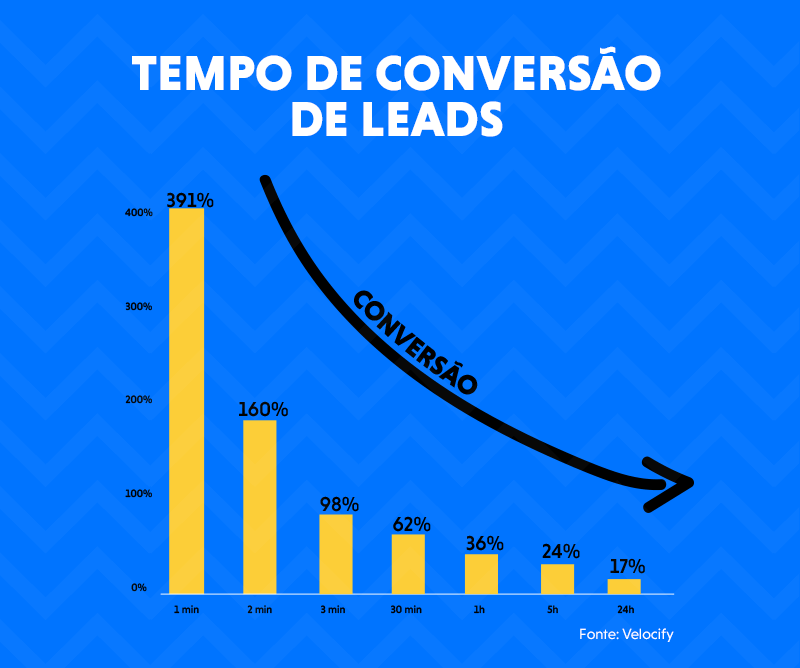 TEMPO DE CONVERSÃO
DE LEADS
391%
400%
300%
CONVERSÃO
200%
160%
100%
98%
62%
36%
24%
17%
0%
1 min
2 min
3 min
30 min
1h
5h
24h
Fonte: Velocify